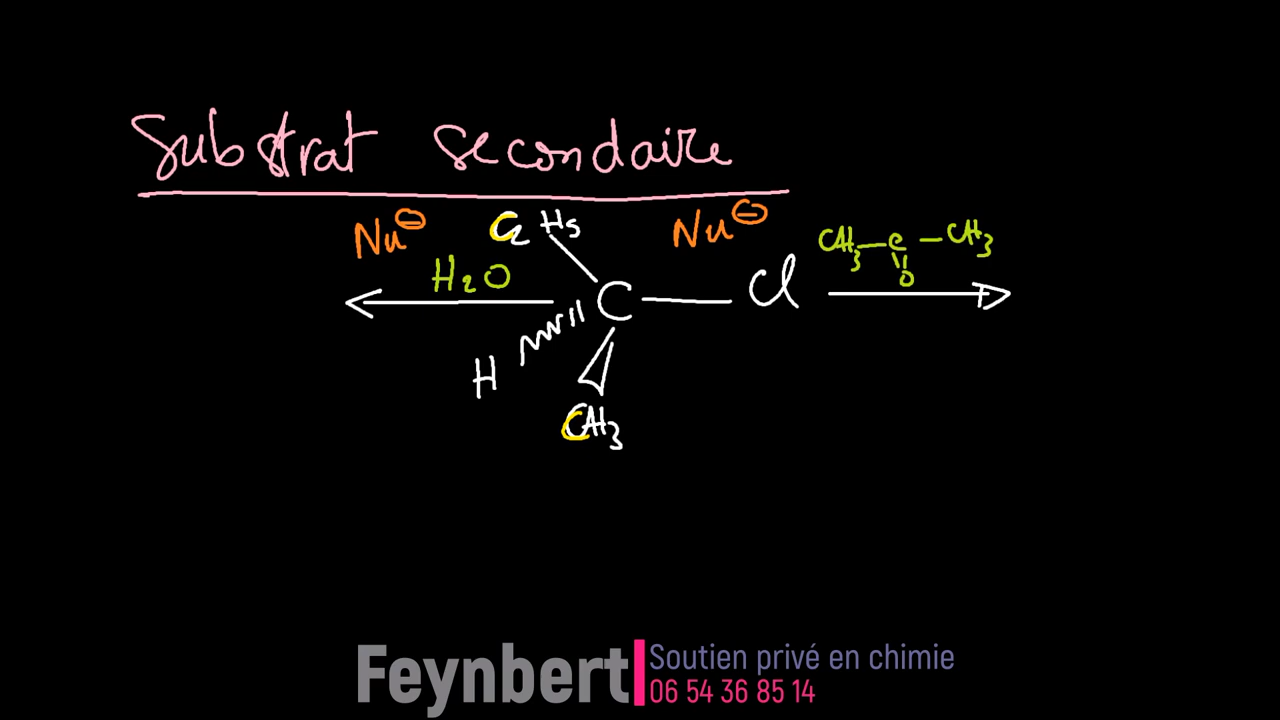 Substrat secondaire
Nu⊖ C₂H₅ Nu⊖ CH₃—C—CH₃
H₂O O
C — Cl
H
CH₃
Feynbert Soutien privé en chimie
06 54 36 85 14